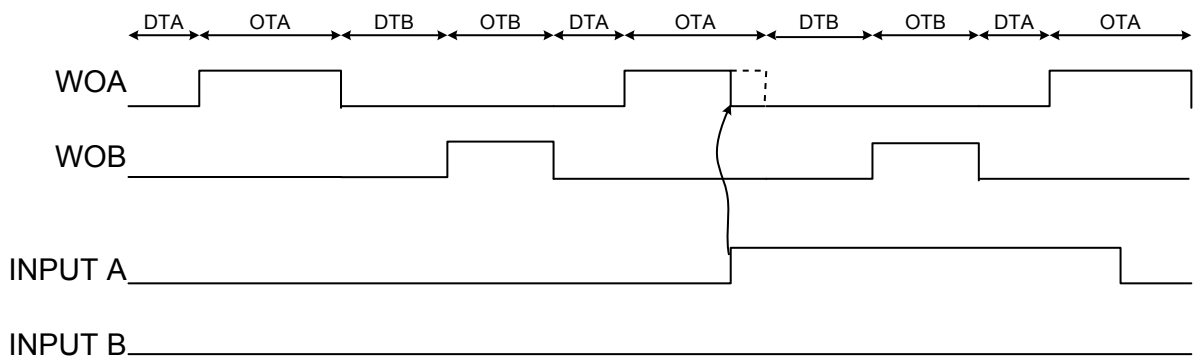 DTA OTA DTB OTB DTA OTA DTB OTB DTA OTA
WOA
WOB
INPUT A
INPUT B